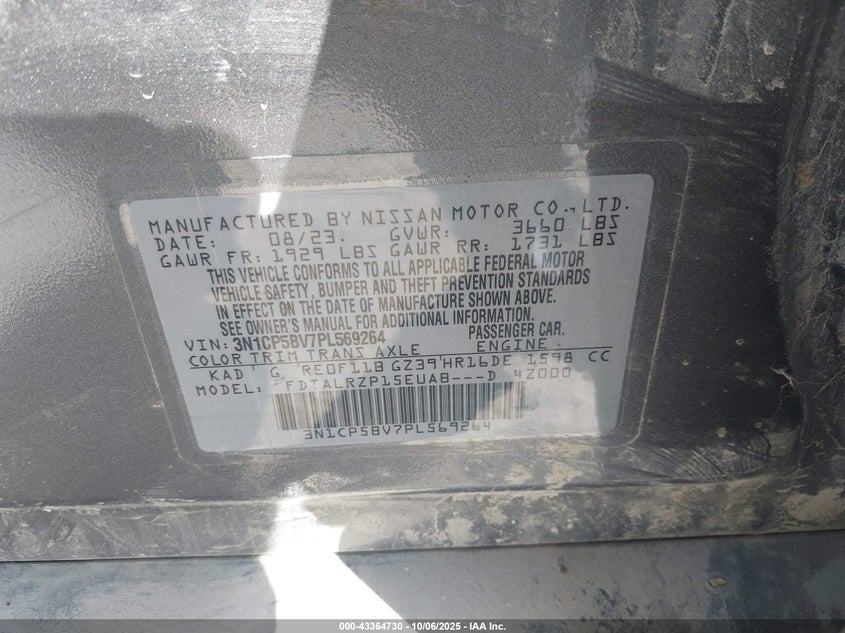 MANUFACTURED BY NISSAN MOTOR CO., LTD.
DATE: 08/23. GVWR: 3660 LBS
GAWR FR: 1929 LBS GAWR RR: 1731 LBS
THIS VEHICLE CONFORMS TO ALL APPLICABLE FEDERAL MOTOR
VEHICLE SAFETY, BUMPER AND THEFT PREVENTION STANDARDS
IN EFFECT ON THE DATE OF MANUFACTURE SHOWN ABOVE.
SEE OWNER'S MANUAL FOR ADDITIONAL INFORMATION.
VIN: 3N1CP5BV7PL569264 PASSENGER CAR.
COLOR TRIM TRANS AXLE ENGINE
KAD G RE0F11B GZ39 HR16DE 1598 CC
MODEL: FDTALRZP15EUAB---D 4Z000
3N1CP5BV7PL569264
000-43364730 - 10/06/2025 - IAA Inc.